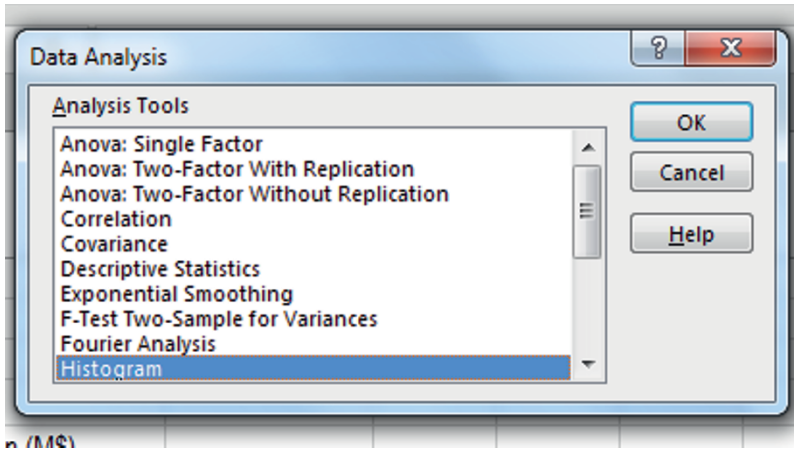 Data Analysis
?
X
Analysis Tools
Anova: Single Factor
Anova: Two-Factor With Replication
Anova: Two-Factor Without Replication
Correlation
Covariance
Descriptive Statistics
Exponential Smoothing
F-Test Two-Sample for Variances
Fourier Analysis
Histogram
OK
Cancel
Help
(M$)